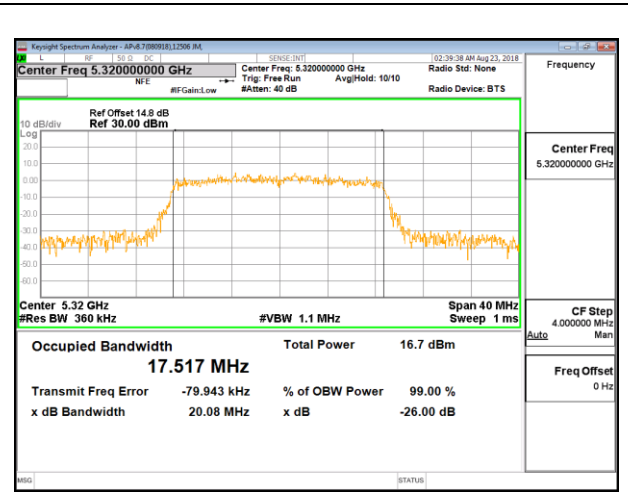 Keysight Spectrum Analyzer - APv8.7(080918),12506 JM,
L RF 50 Ω DC SENSE:INT 02:39:38 AM Aug 23, 2018
Center Freq 5.320000000 GHz Center Freq: 5.320000000 GHz Radio Std: None Frequency
NFE Trig: Free Run Avg|Hold: 10/10
#IFGain:Low #Atten: 40 dB Radio Device: BTS
Ref Offset 14.8 dB
10 dB/div Ref 30.00 dBm
Log
20.0
10.0
0.00
-10.0
-20.0
-30.0
-40.0
-50.0
-60.0
Center Freq
5.320000000 GHz
Center 5.32 GHz Span 40 MHz
#Res BW 360 kHz #VBW 1.1 MHz Sweep 1 ms
CF Step
4.000000 MHz
Auto Man
Occupied Bandwidth Total Power 16.7 dBm
17.517 MHz
Transmit Freq Error -79.943 kHz % of OBW Power 99.00 %
x dB Bandwidth 20.08 MHz x dB -26.00 dB
Freq Offset
0 Hz
MSG STATUS